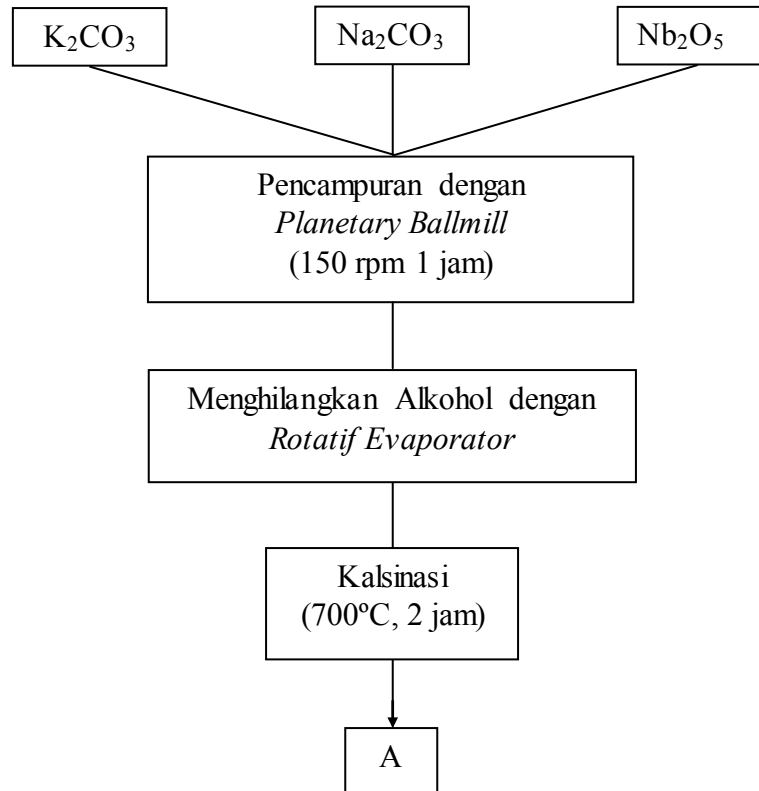 K₂CO₃
Na₂CO₃
Nb₂O₅
Pencampuran dengan
Planetary Ballmill
(150 rpm 1 jam)
Menghilangkan Alkohol dengan
Rotatif Evaporator
Kalsinasi
(700ºC, 2 jam)
A